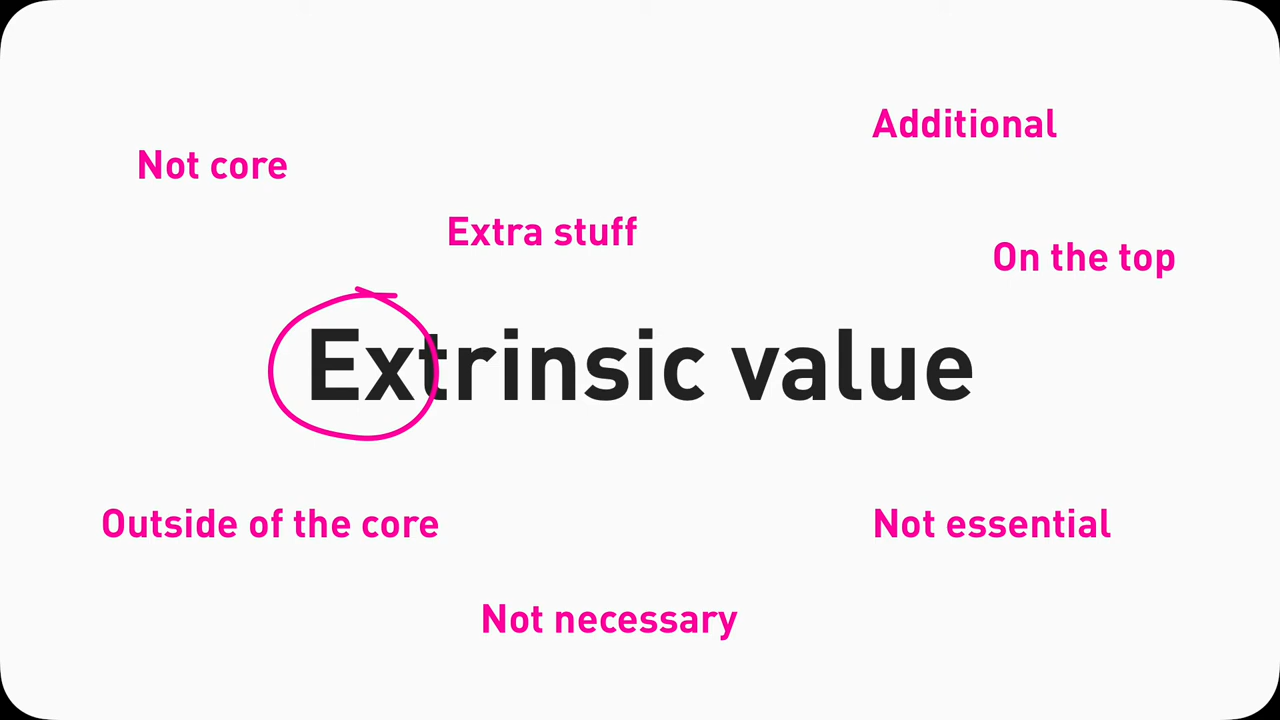 Additional
Not core
Extra stuff
On the top
Extrinsic value
Outside of the core
Not essential
Not necessary